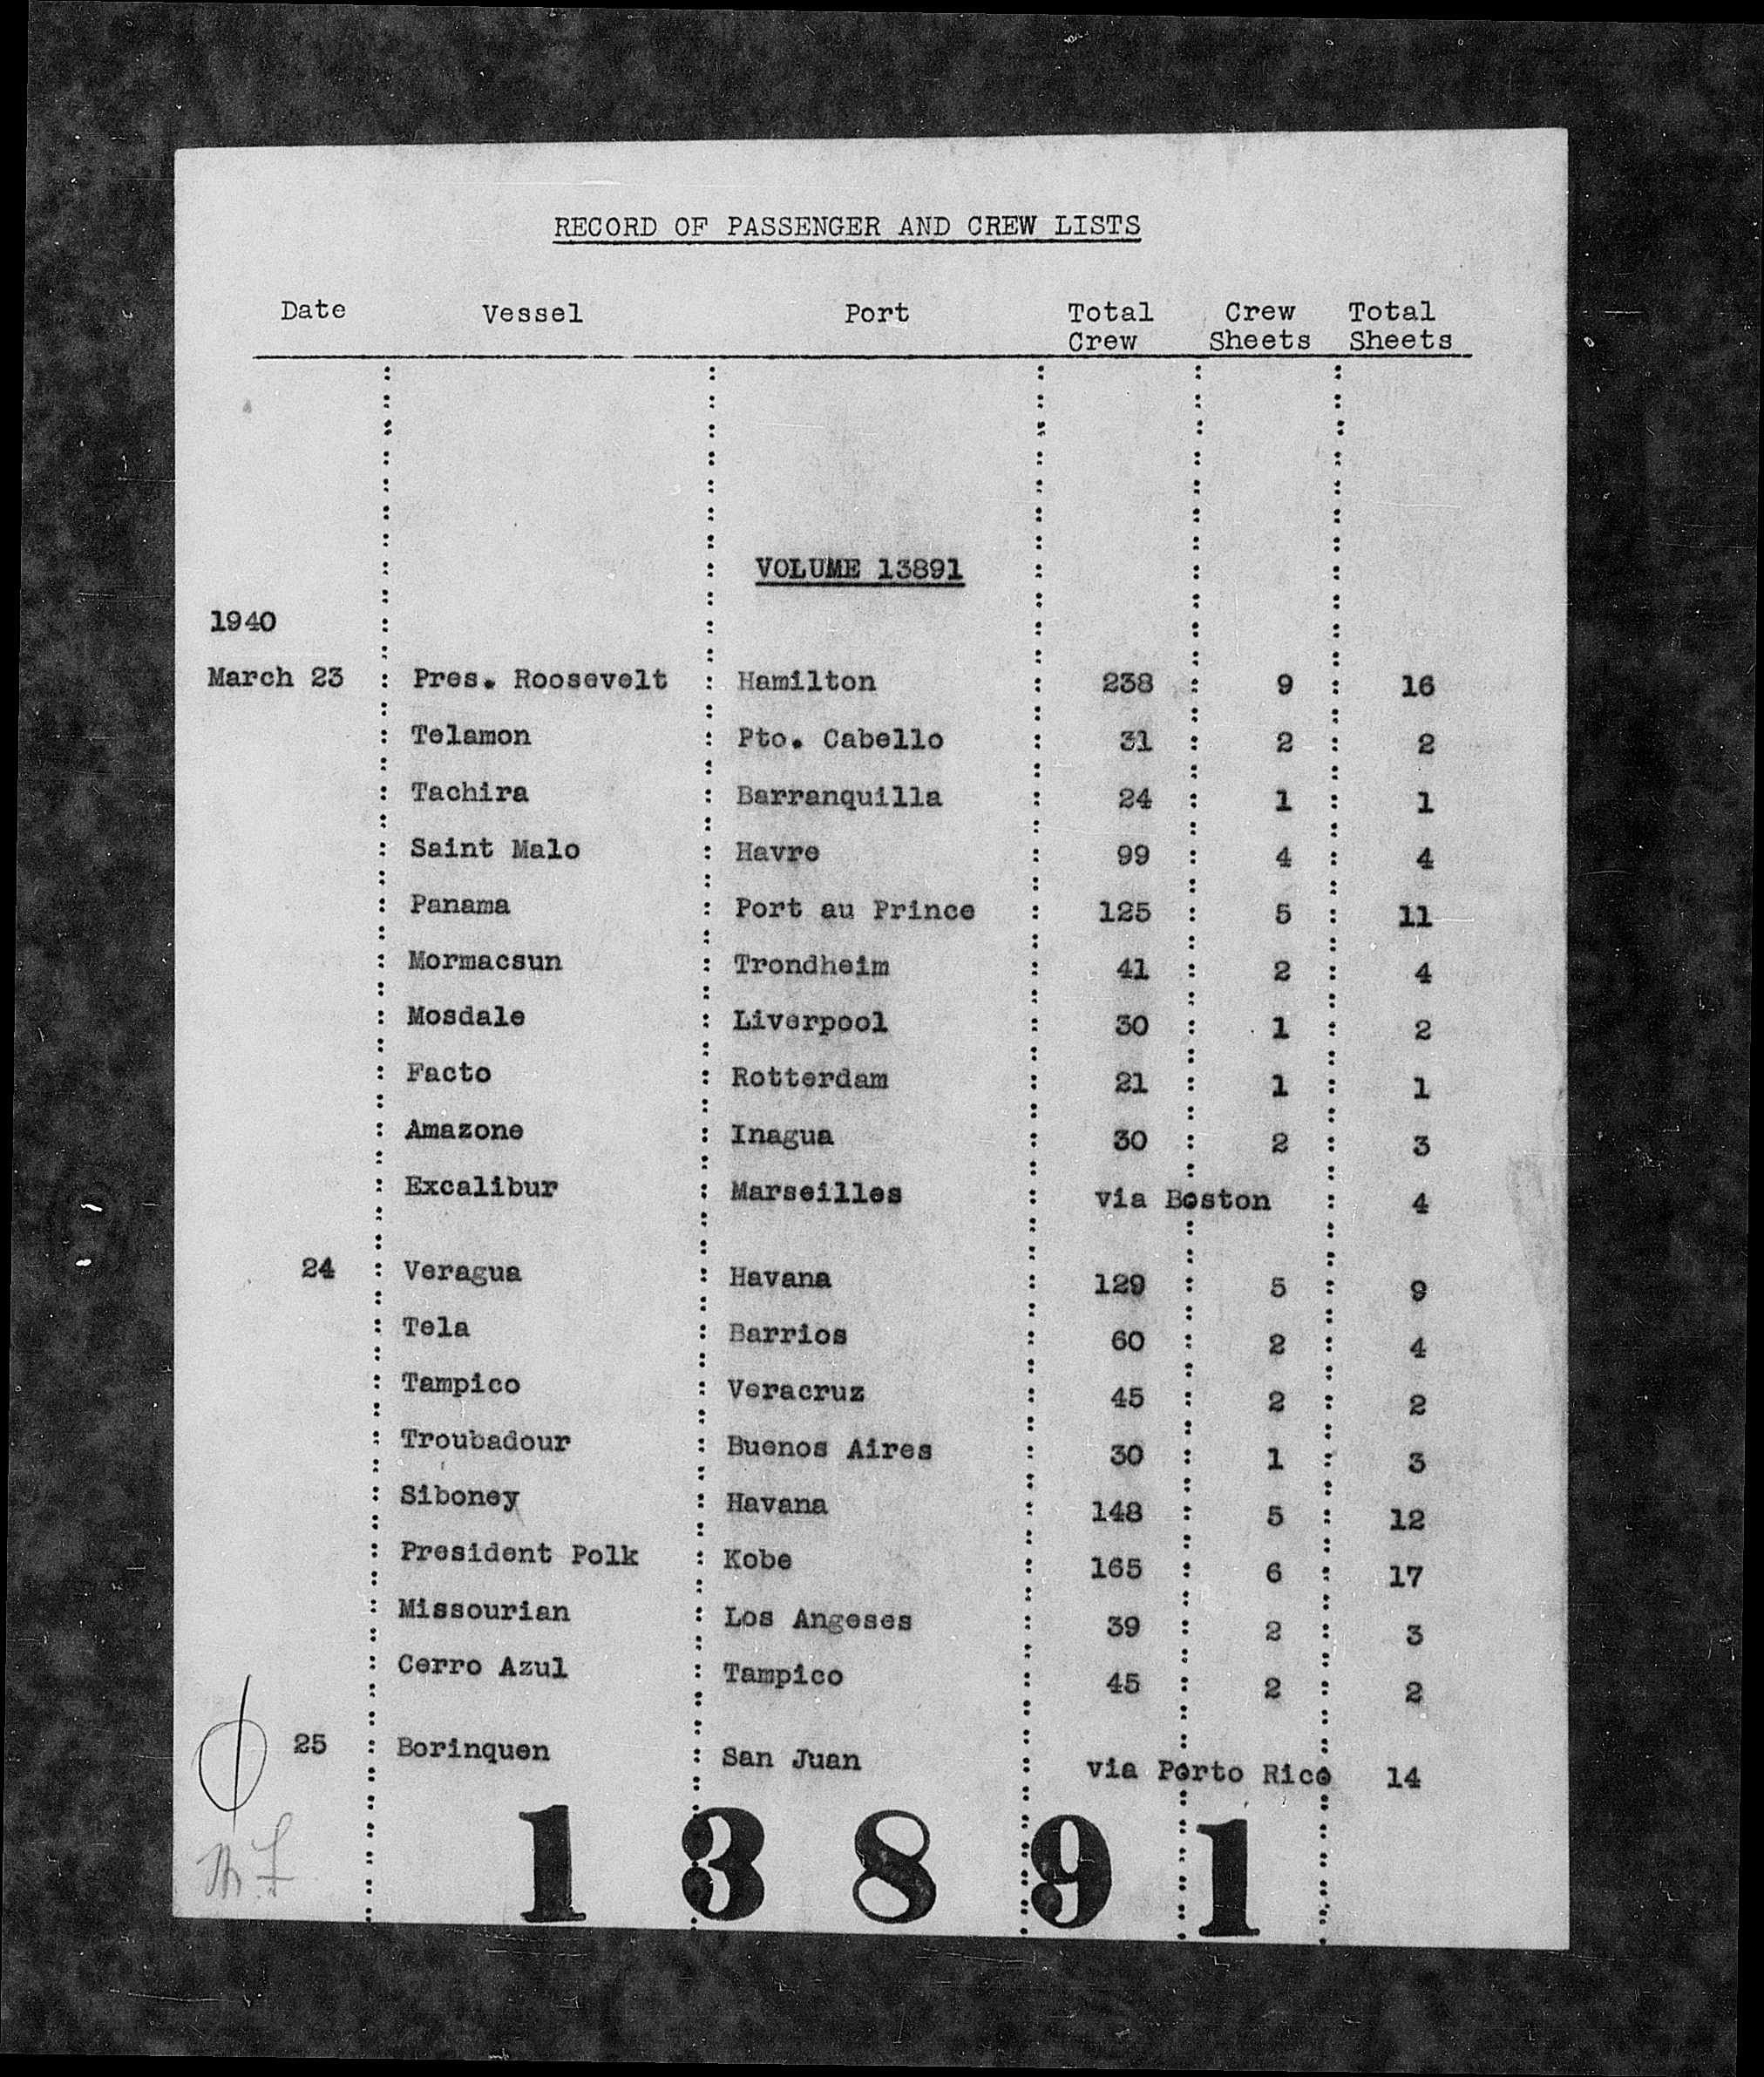 RECORD OF PASSENGER AND CREW LISTS
Date Vessel Port Total Crew Crew Sheets Total Sheets
VOLUME 13891
1940
March 23 : Pres. Roosevelt : Hamilton : 238 : 9 : 16
: Telamon : Pto. Cabello : 31 : 2 : 2
: Tachira : Barranquilla : 24 : 1 : 1
: Saint Malo : Havre : 99 : 4 : 4
: Panama : Port au Prince : 125 : 5 : 11
: Mormacsun : Trondheim : 41 : 2 : 4
: Mosdale : Liverpool : 30 : 1 : 2
: Facto : Rotterdam : 21 : 1 : 1
: Amazone : Inagua : 30 : 2 : 3
: Excalibur : Marseilles : via Boston : 4
24 : Veragua : Havana : 129 : 5 : 9
: Tela : Barrios : 60 : 2 : 4
: Tampico : Veracruz : 45 : 2 : 2
: Troubadour : Buenos Aires : 30 : 1 : 3
: Siboney : Havana : 148 : 5 : 12
: President Polk : Kobe : 165 : 6 : 17
: Missourian : Los Angeses : 39 : 2 : 3
: Cerro Azul : Tampico : 45 : 2 : 2
25 : Borinquen : San Juan : via Porto Rico 14
13891